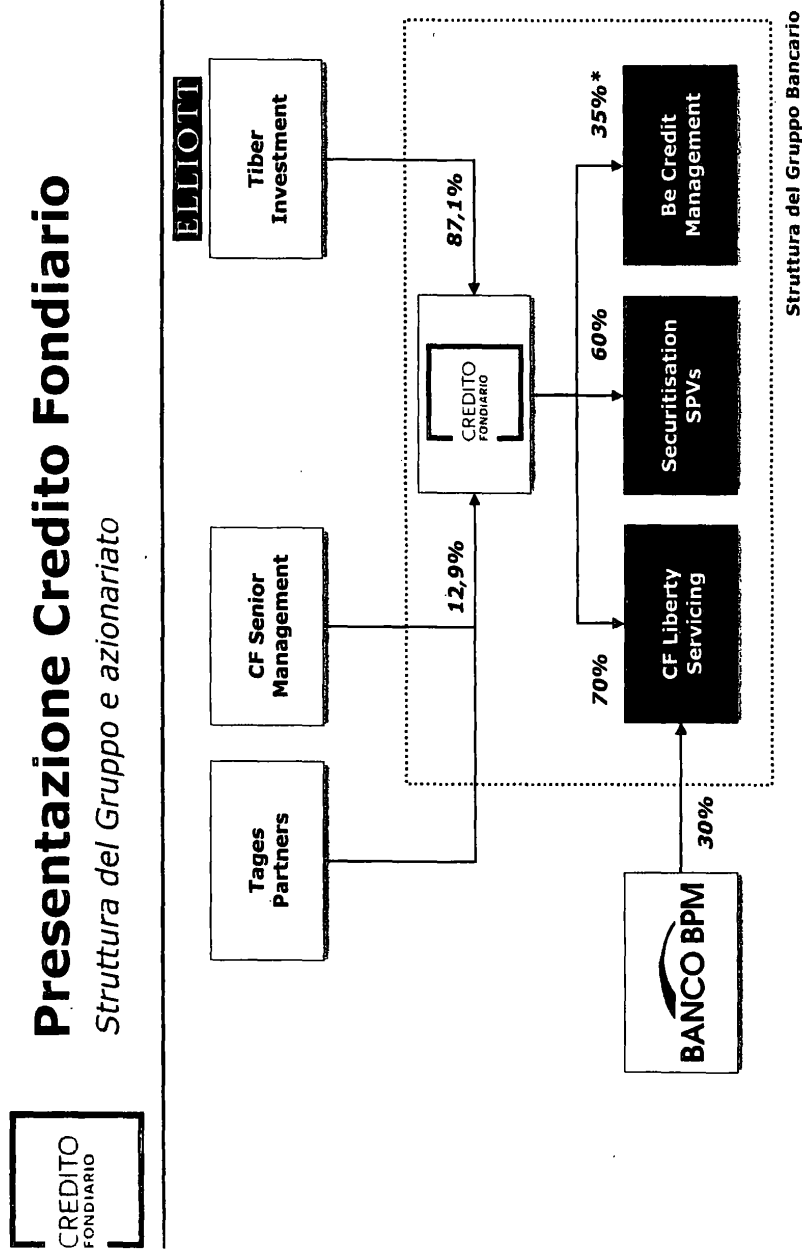 CREDITO
FONDIARIO
Presentazione Credito Fondiario
Struttura del Gruppo e azionariato
ELLIOTT
Tages
Partners
CF Senior
Management
Tiber
Investment
12,9%
87,1%
CREDITO
FONDIARIO
70%
60%
35%*
BANCO BPM
30%
CF Liberty
Servicing
Securitisation
SPVs
Be Credit
Management
Struttura del Gruppo Bancario